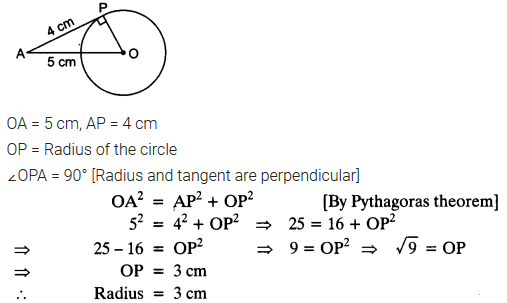 P
4 cm
A
O
5 cm
OA = 5 cm, AP = 4 cm
OP = Radius of the circle
∠OPA = 90° [Radius and tangent are perpendicular]
OA² = AP² + OP² [By Pythagoras theorem]
5² = 4² + OP² ⇒ 25 = 16 + OP²
⇒ 25 – 16 = OP² ⇒ 9 = OP² ⇒ √9 = OP
⇒ OP = 3 cm
∴ Radius = 3 cm